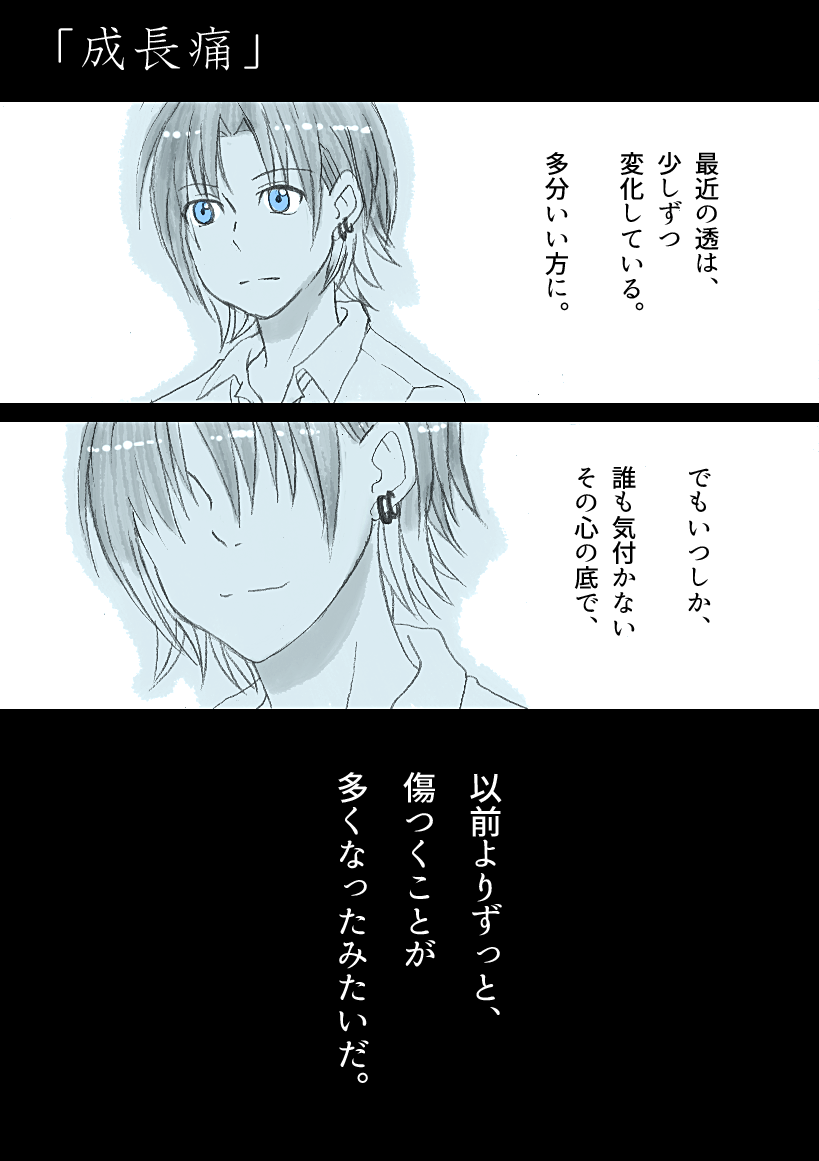 「成長痛」
最近の透は、
少しずつ
変化している。
多分いい方に。
でもいつしか、
誰も気付かない
その心の底で、
以前よりずっと、
傷つくことが
多くなったみたいだ。